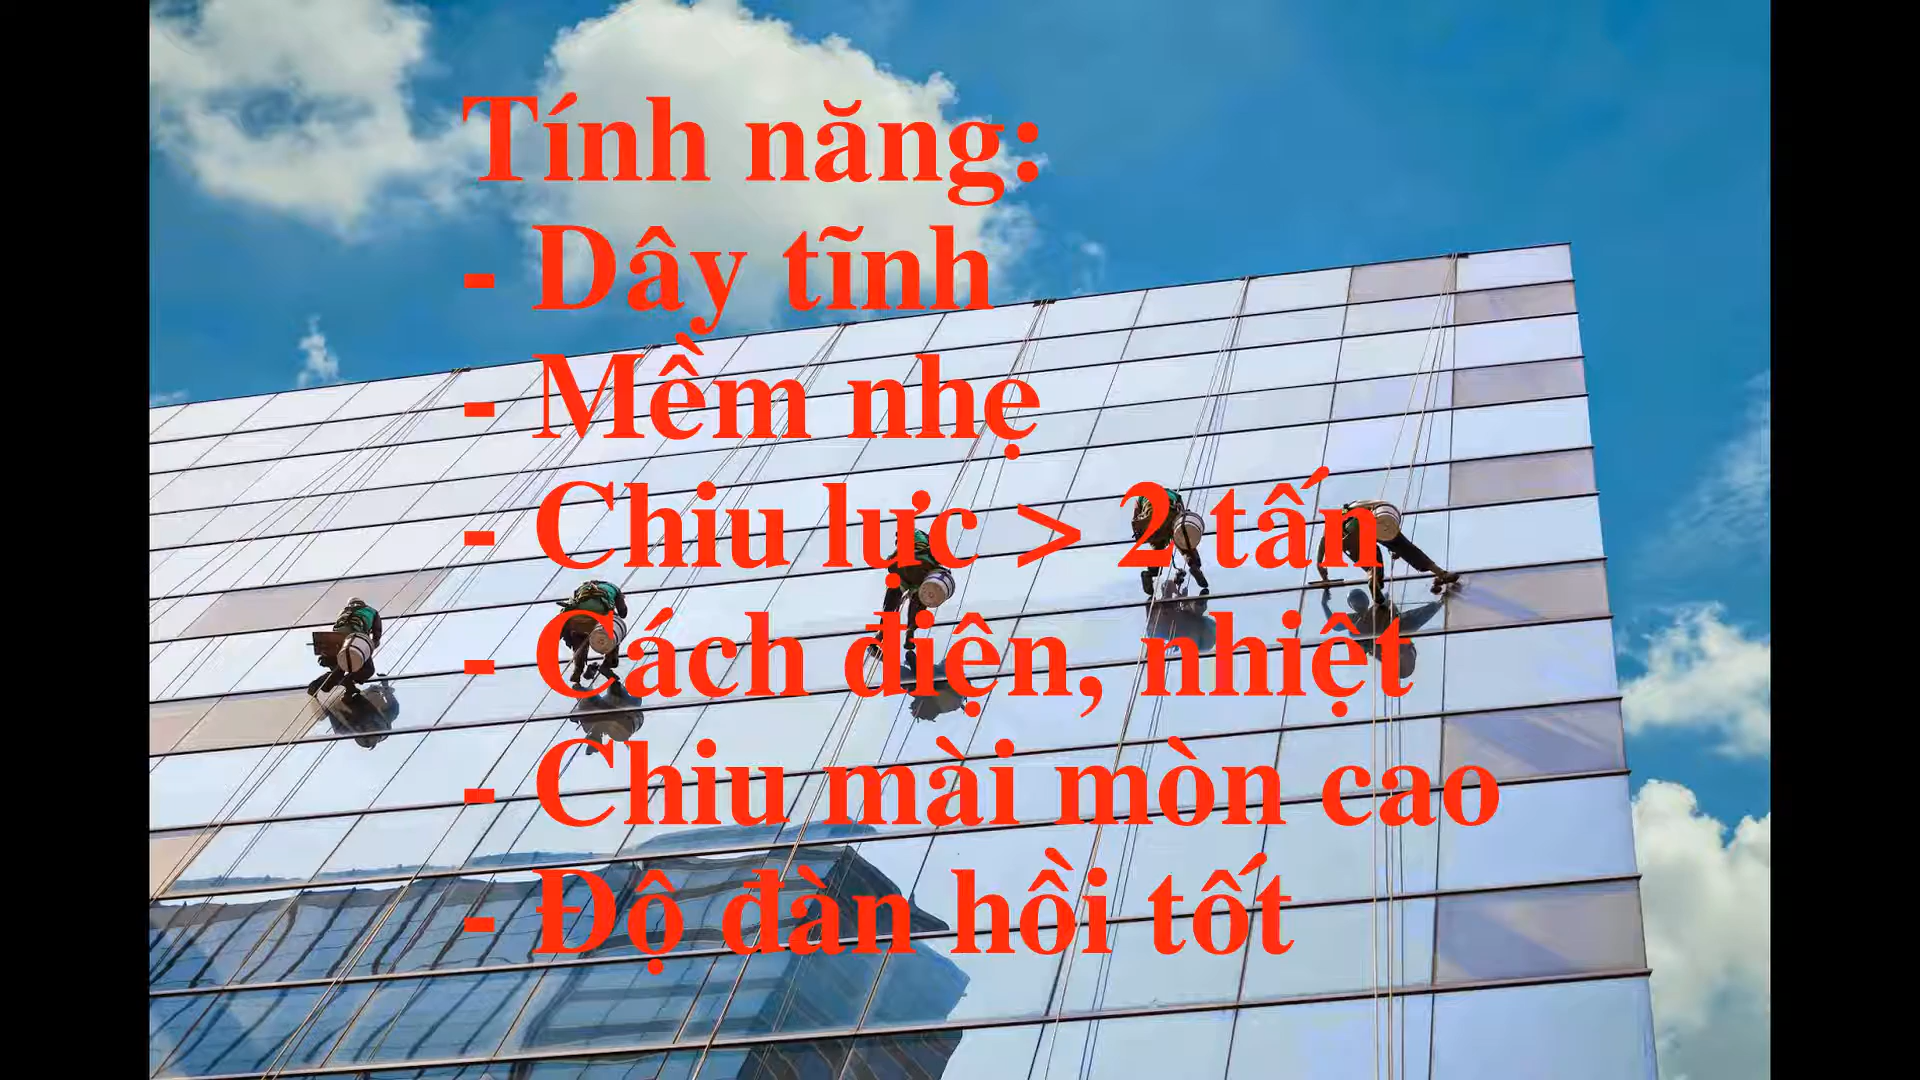 Tính năng:
- Dây tĩnh
- Mềm nhẹ
- Chiu lực > 2 tấn
- Cách điện, nhiệt
- Chiu mài mòn cao
- Độ đàn hồi tốt